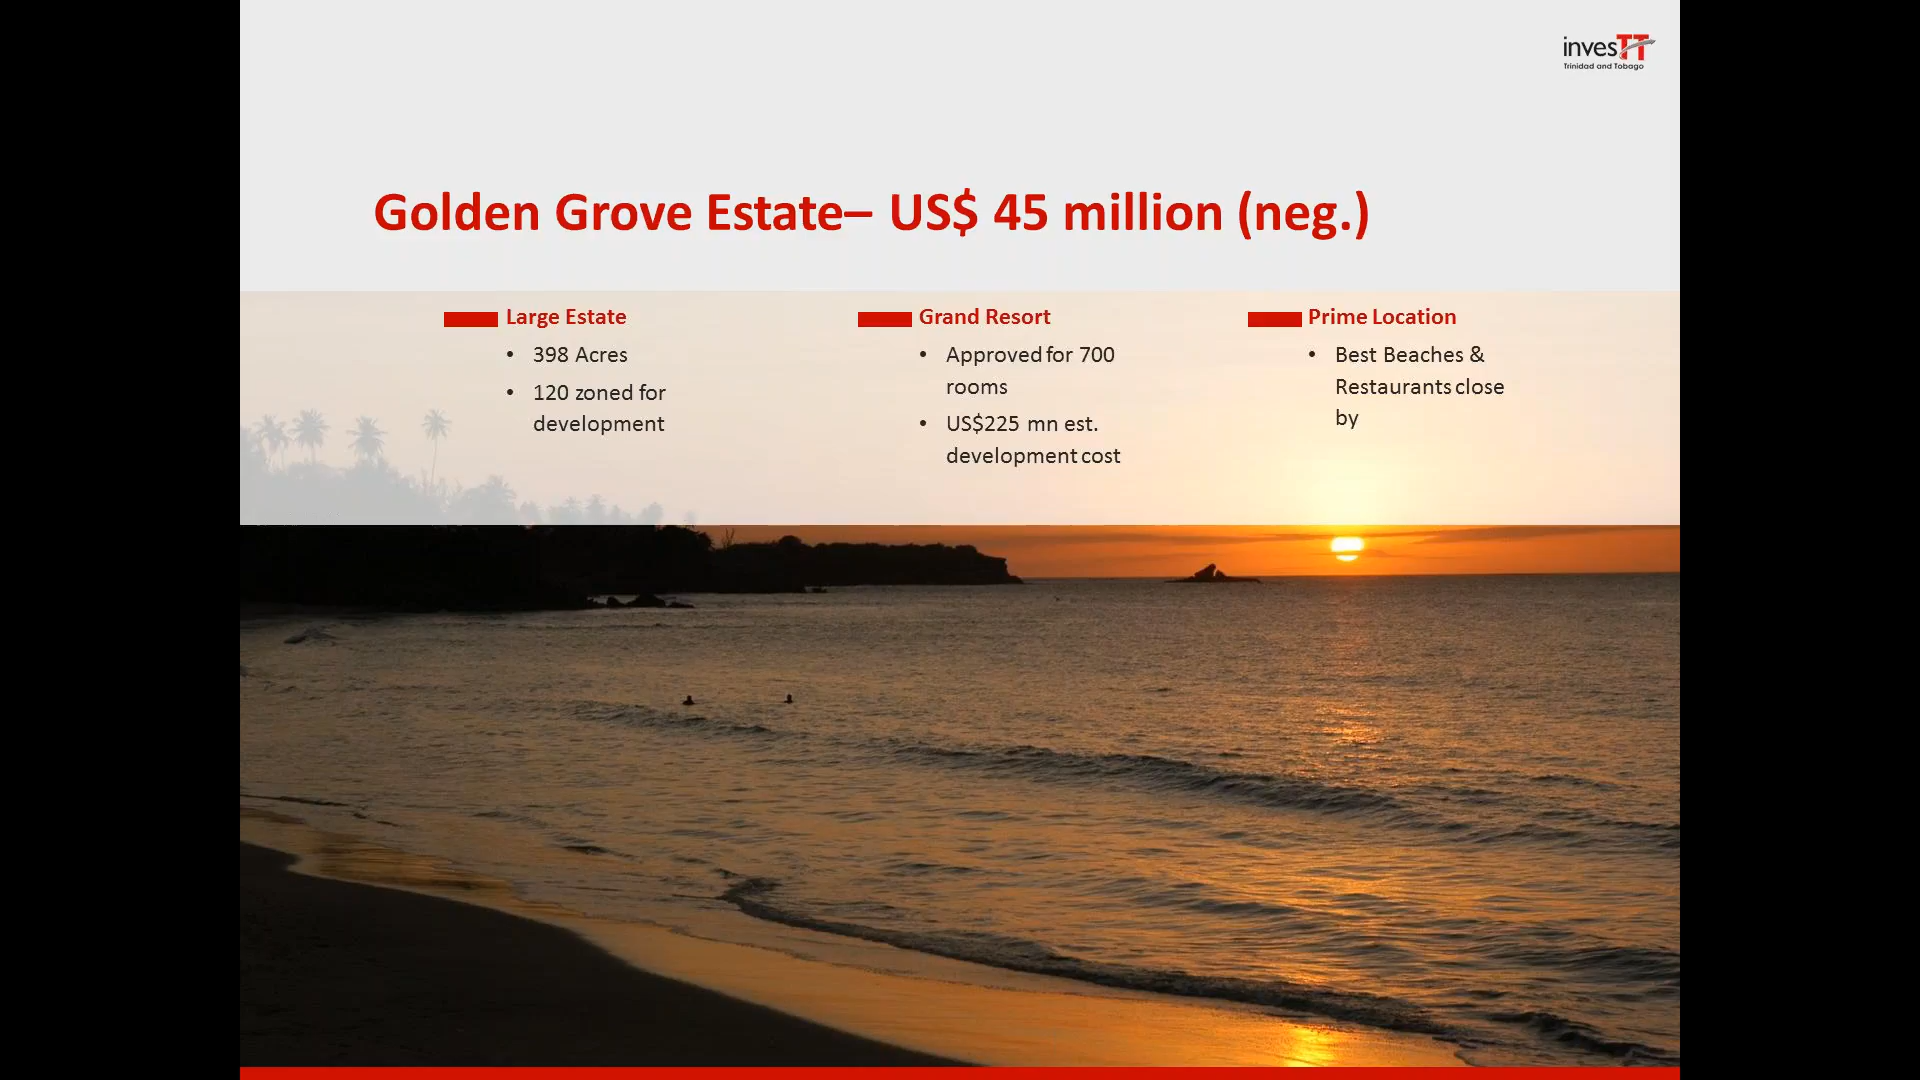 invesTT
Trinidad and Tobago
Golden Grove Estate– US$ 45 million (neg.)
Large Estate
• 398 Acres
• 120 zoned for
development
Grand Resort
• Approved for 700
rooms
• US$225 mn est.
development cost
Prime Location
• Best Beaches &
Restaurants close
by